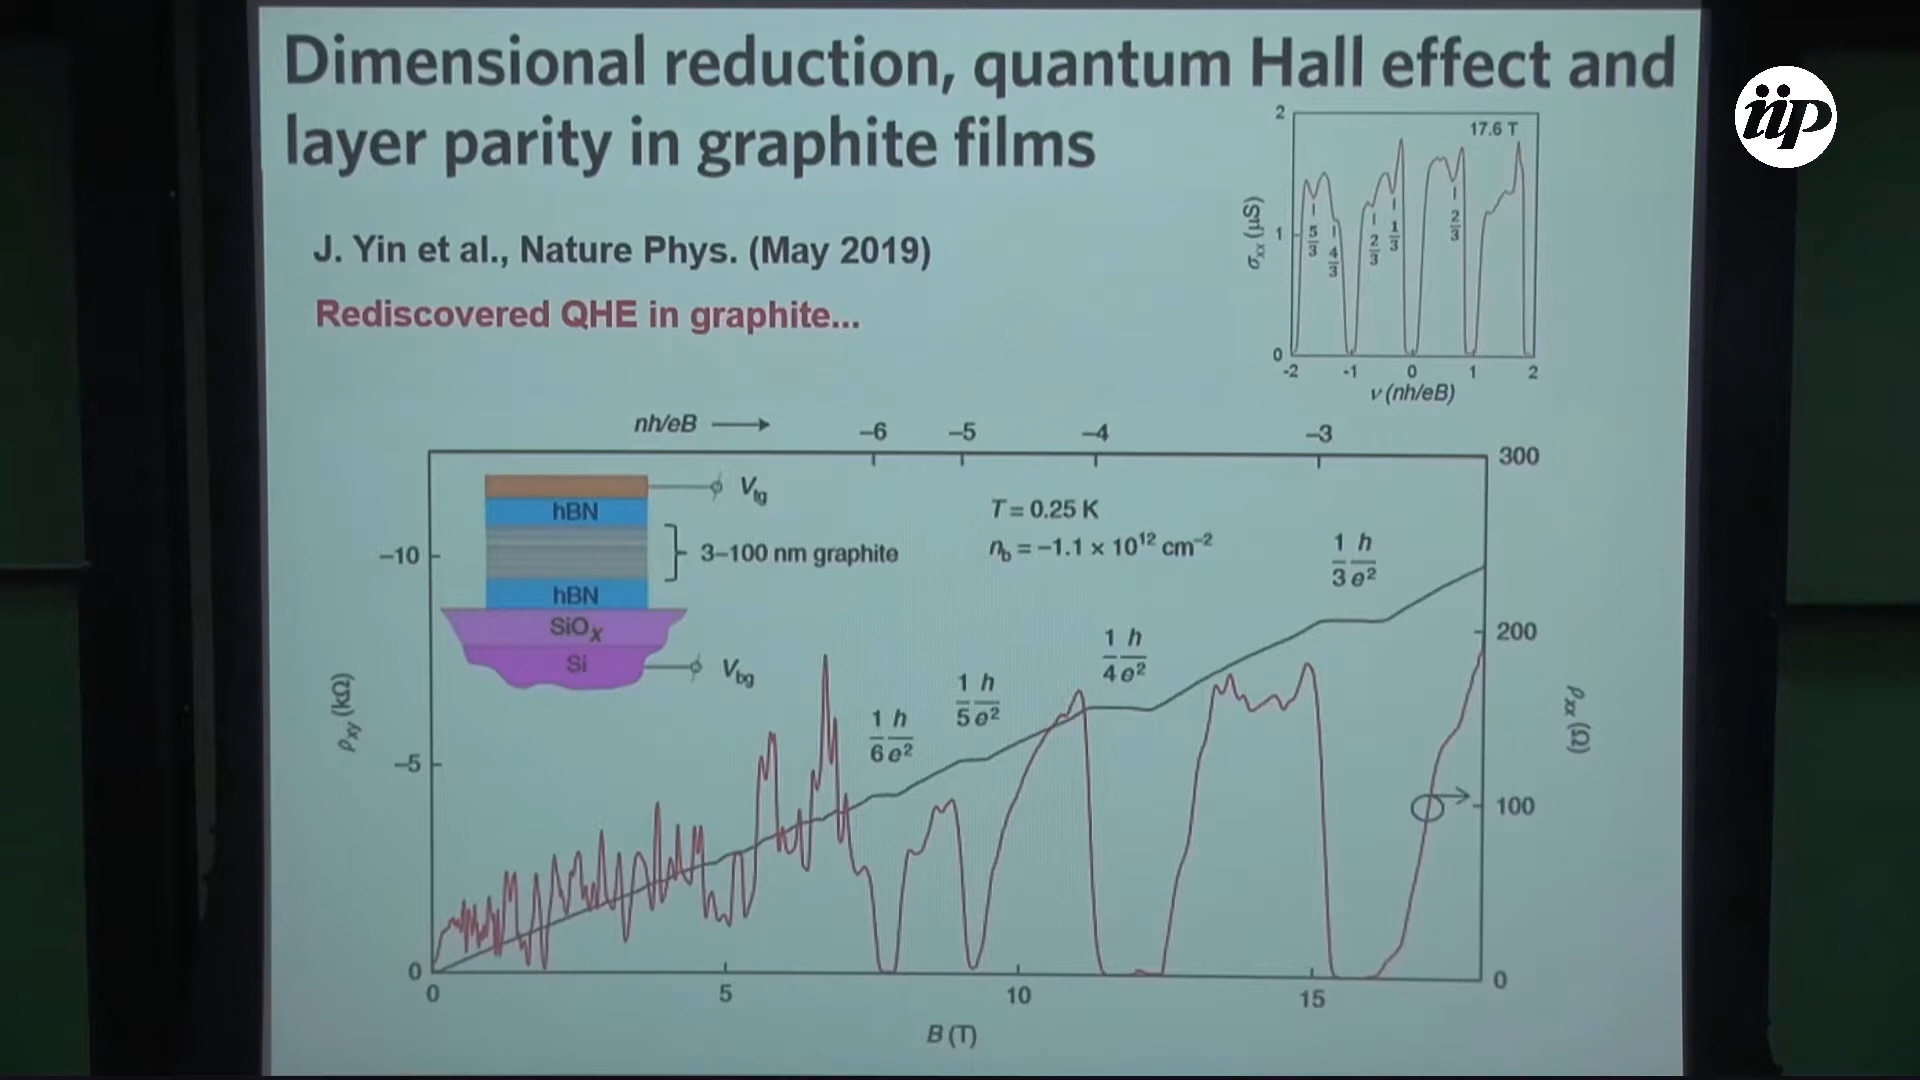 Dimensional reduction, quantum Hall effect and
layer parity in graphite films
iip
J. Yin et al., Nature Phys. (May 2019)
Rediscovered QHE in graphite...
2
17.6 T
σxx (µS)
1
5/3
4/3
2/3
1/3
2/3
0
-2 -1 0 1 2
ν (nh/eB)
nh/eB
–6 –5 –4 –3
300
Vtg
hBN
T = 0.25 K
nb = –1.1 × 10¹² cm⁻²
–10
3–100 nm graphite
1/3 h/e²
hBN
SiOx
Si
Vbg
200
1/4 h/e²
1/5 h/e²
1/6 h/e²
ρxy (kΩ)
ρxx (Ω)
–5
100
0
0
0 5 10 15
B (T)